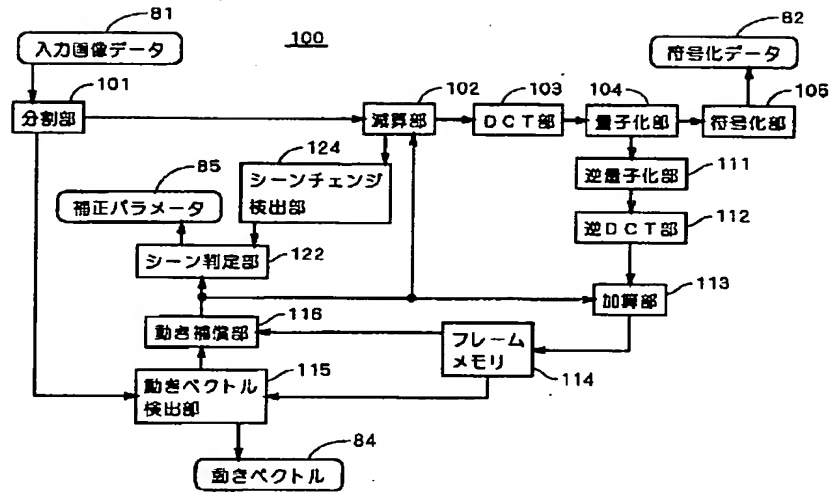 81
入力画像データ
100
82
符号化データ
101
分割部
102
減算部
103
DCT部
104
量子化部
105
符号化部
124
シーンチェンジ
検出部
111
逆量子化部
85
補正パラメータ
112
逆DCT部
シーン判定部
122
113
加算部
116
動き補償部
フレーム
メモリ
114
115
動きベクトル
検出部
84
動きベクトル